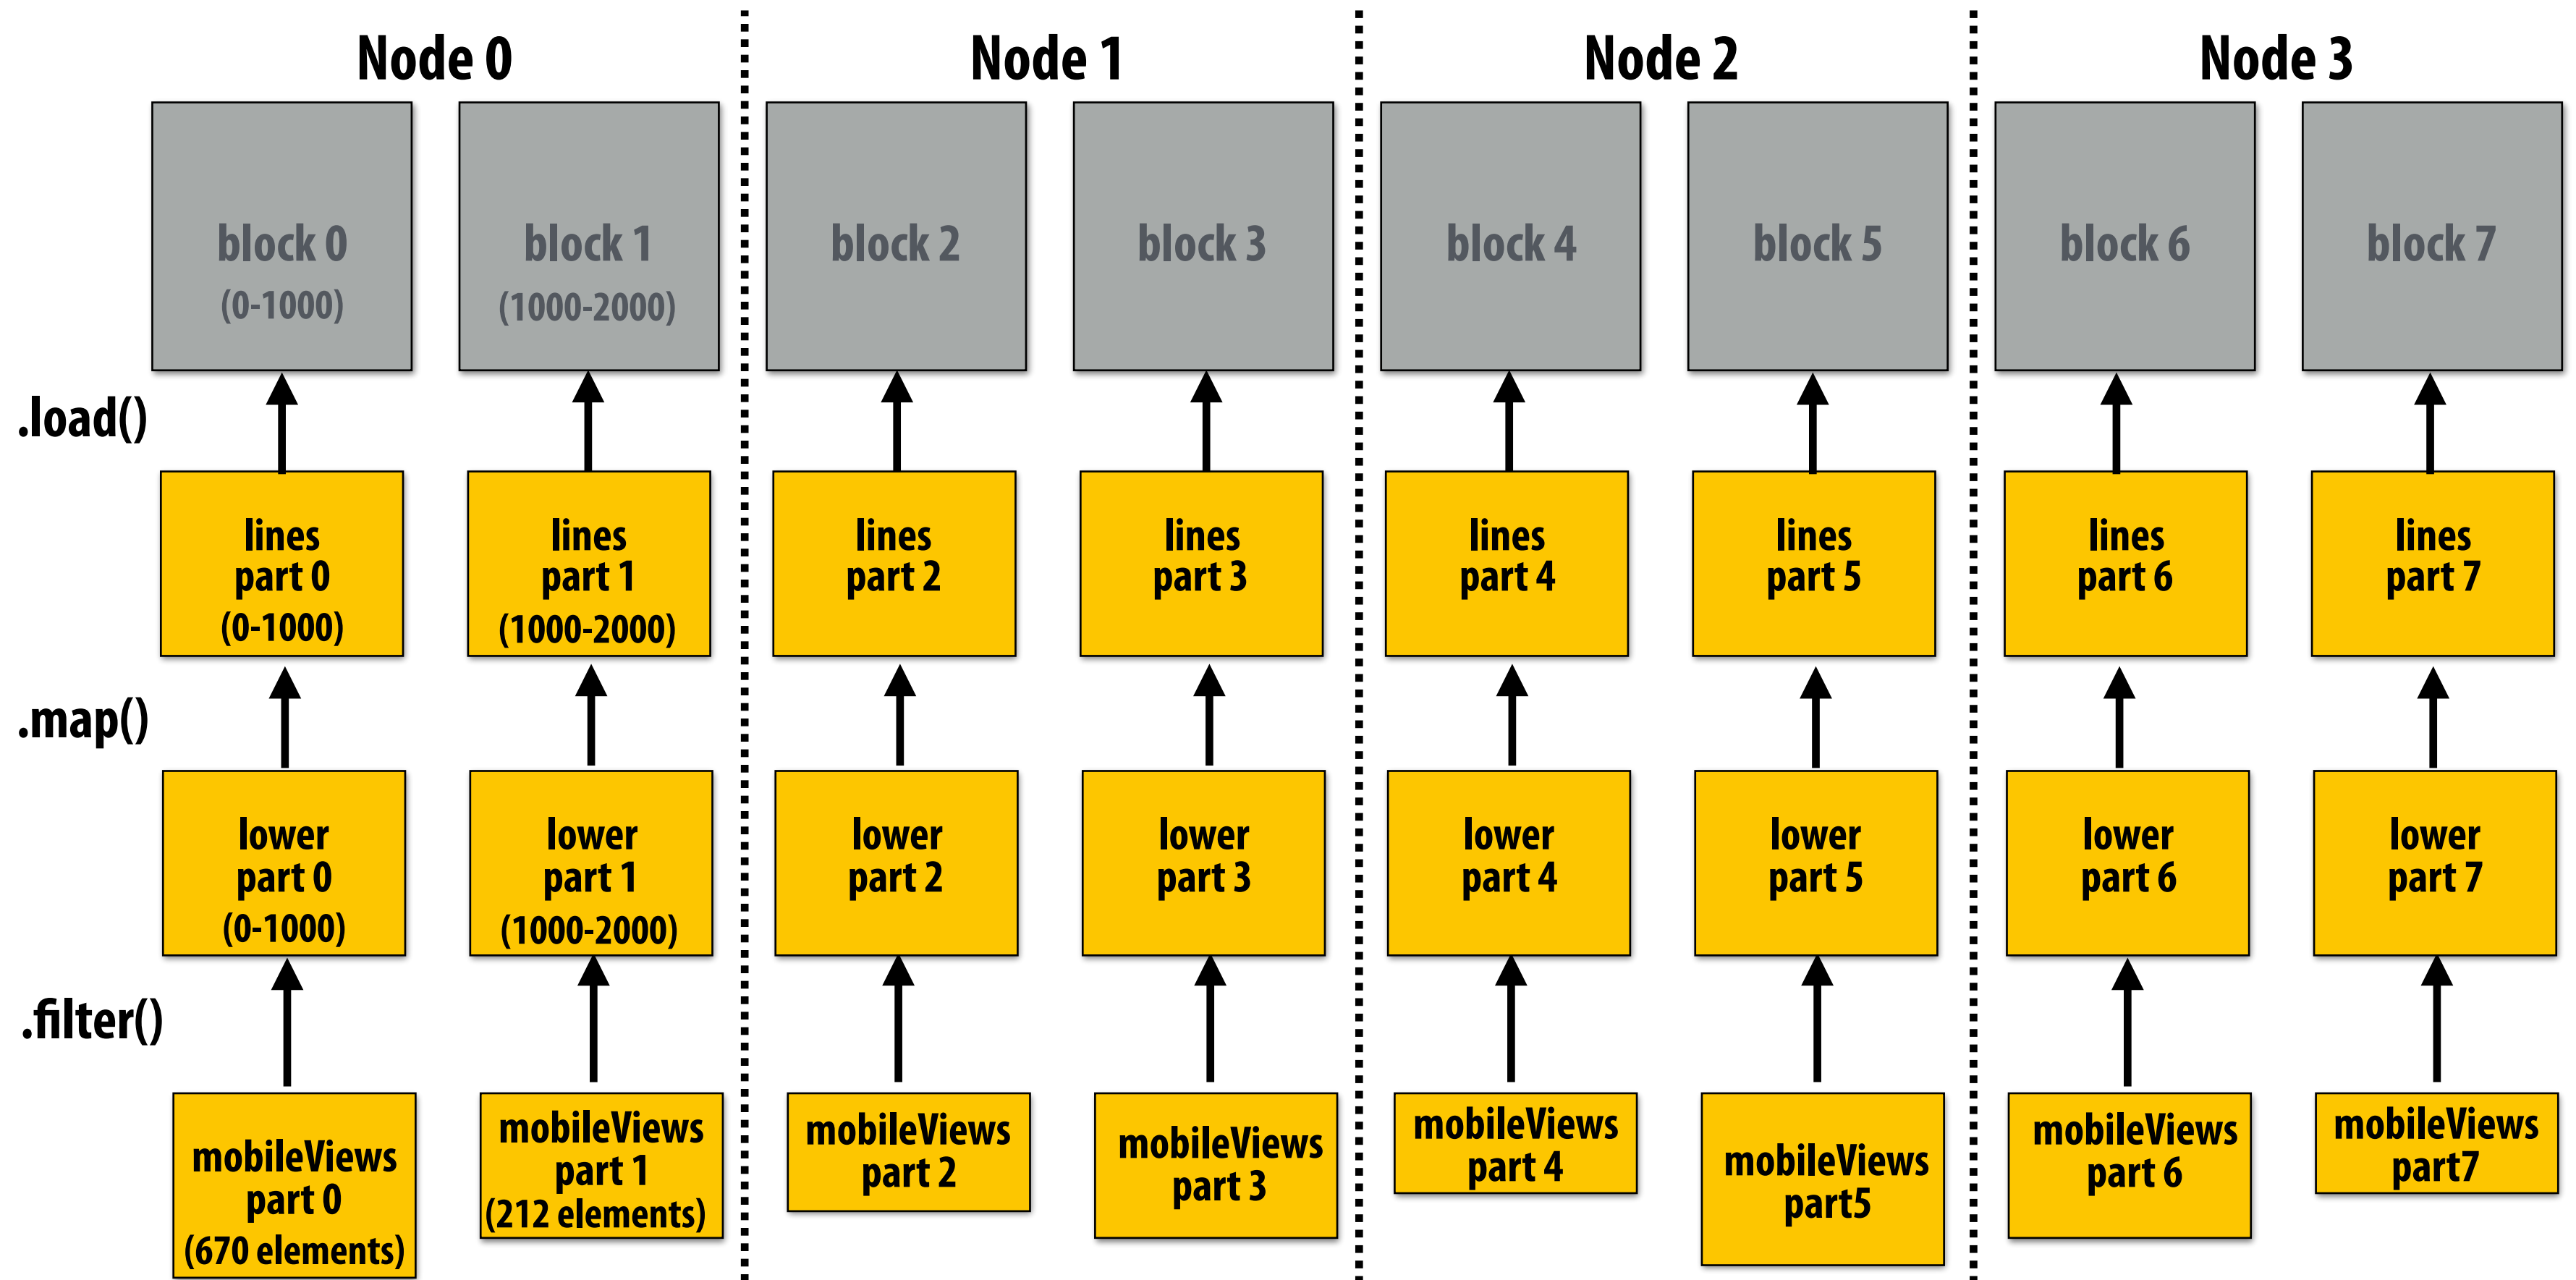 Node 0
Node 1
Node 2
Node 3
block 0
(0-1000)
block 1
(1000-2000)
block 2
block 3
block 4
block 5
block 6
block 7
.load()
lines
part 0
(0-1000)
lines
part 1
(1000-2000)
lines
part 2
lines
part 3
lines
part 4
lines
part 5
lines
part 6
lines
part 7
.map()
lower
part 0
(0-1000)
lower
part 1
(1000-2000)
lower
part 2
lower
part 3
lower
part 4
lower
part 5
lower
part 6
lower
part 7
.filter()
mobileViews
part 0
(670 elements)
mobileViews
part 1
(212 elements)
mobileViews
part 2
mobileViews
part 3
mobileViews
part 4
mobileViews
part5
mobileViews
part 6
mobileViews
part7